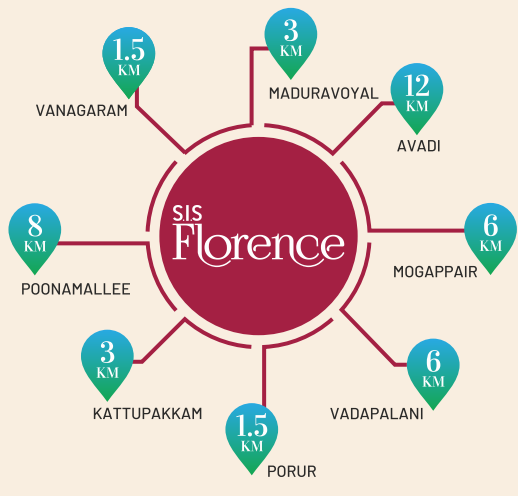 3
KM
MADURAVOYAL
1.5
KM
VANAGARAM
12
KM
AVADI
S.I.S
Florence
8
KM
POONAMALLEE
6
KM
MOGAPPAIR
3
KM
KATTUPAKKAM
6
KM
VADAPALANI
1.5
KM
PORUR